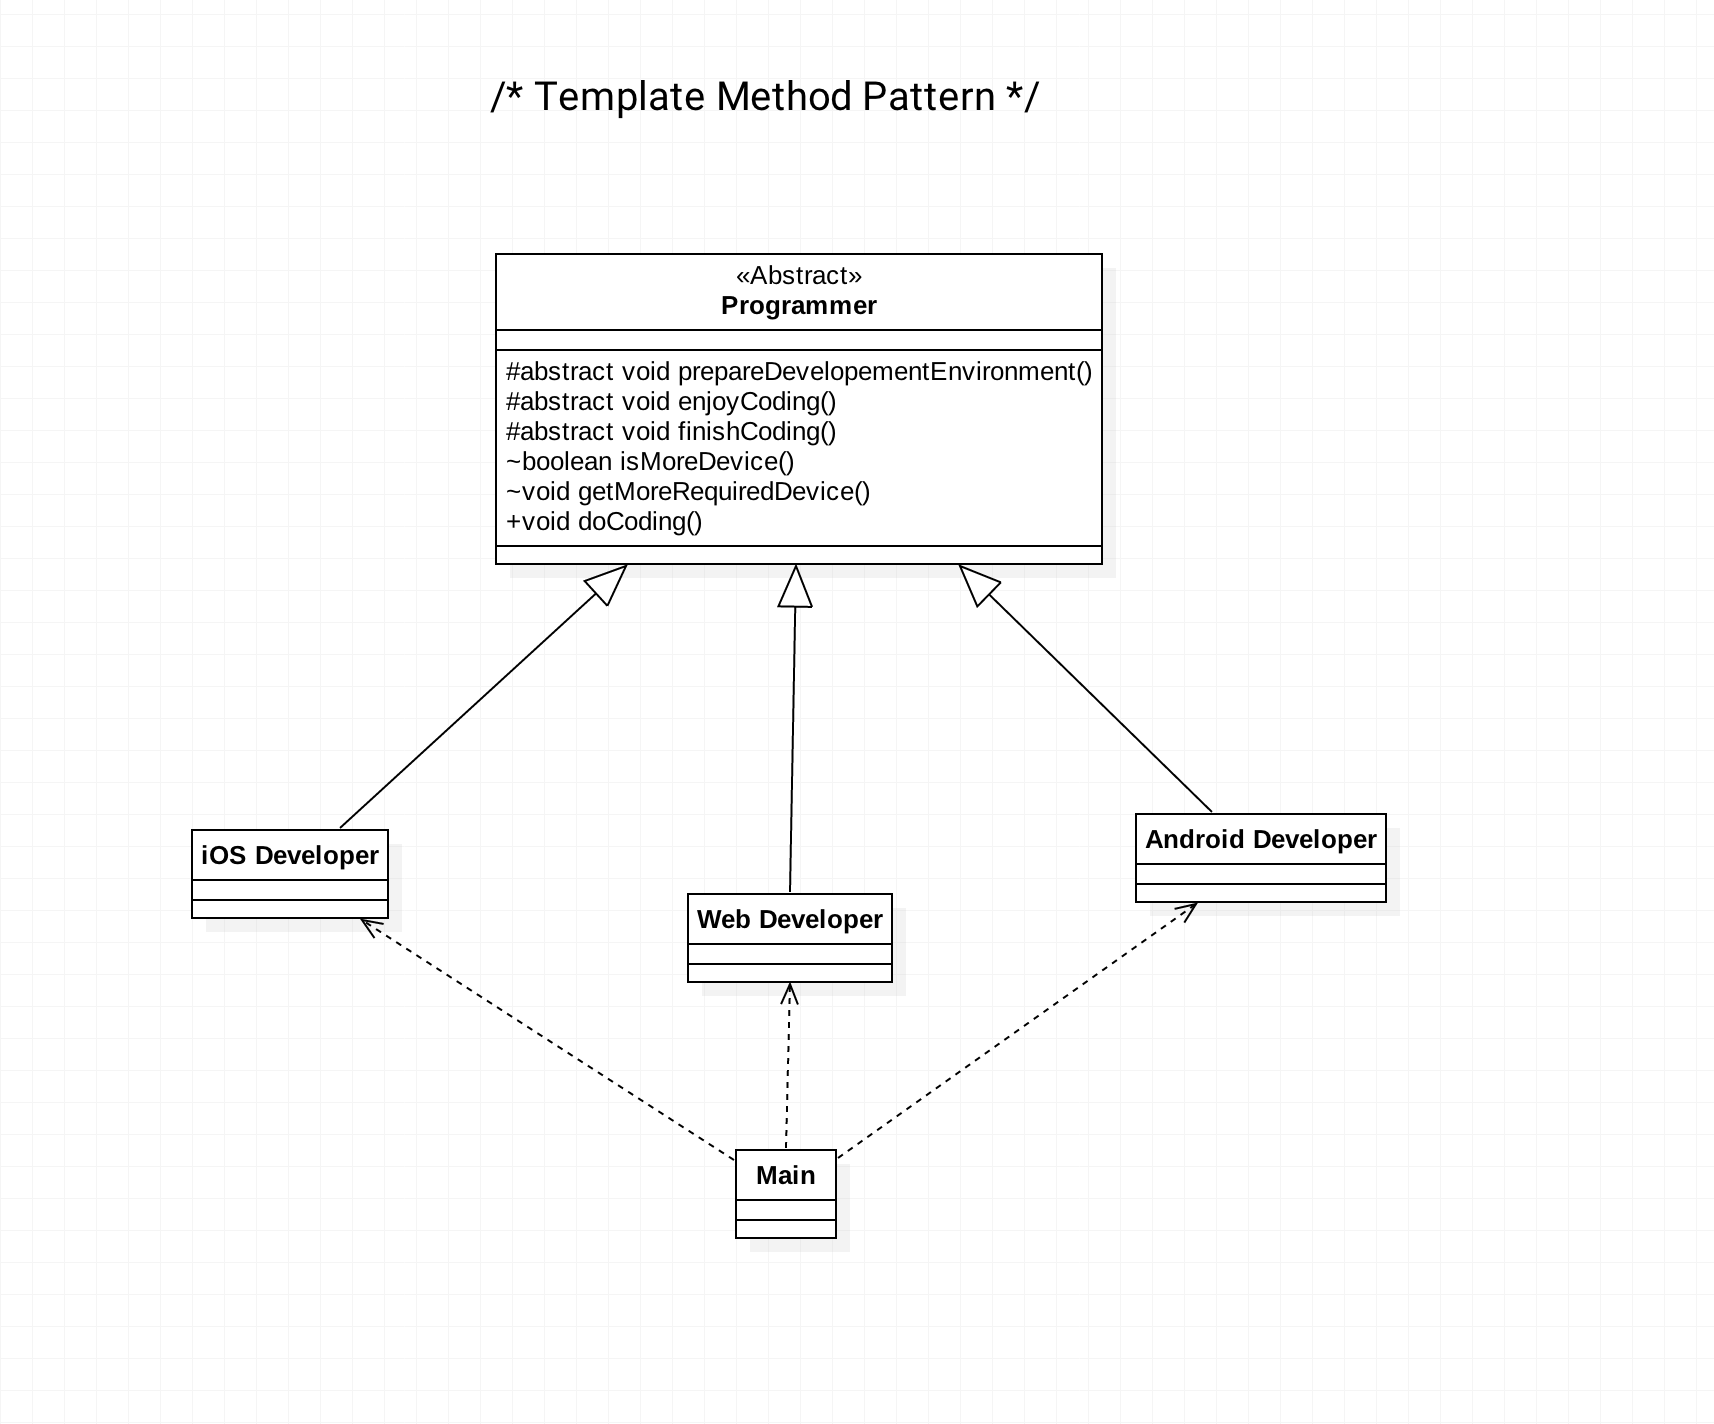 /* Template Method Pattern */
«Abstract»
Programmer
#abstract void prepareDevelopementEnvironment()
#abstract void enjoyCoding()
#abstract void finishCoding()
~boolean isMoreDevice()
~void getMoreRequiredDevice()
+void doCoding()
iOS Developer
Web Developer
Android Developer
Main